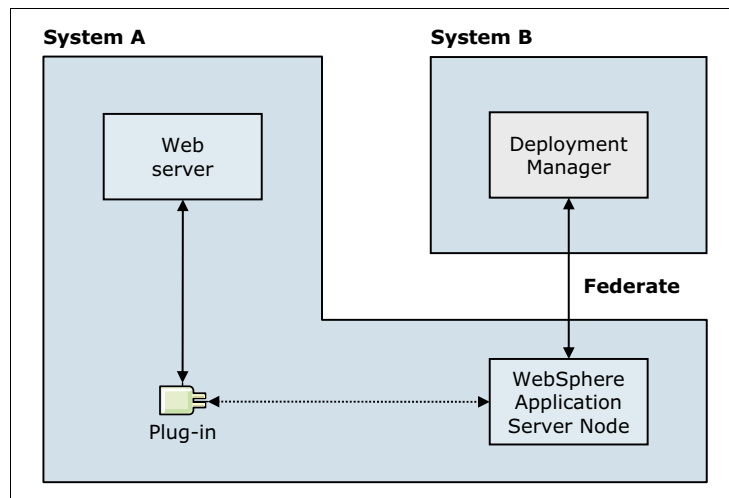 System A
System B
Web
server
Deployment
Manager
Federate
WebSphere
Application
Server Node
Plug-in